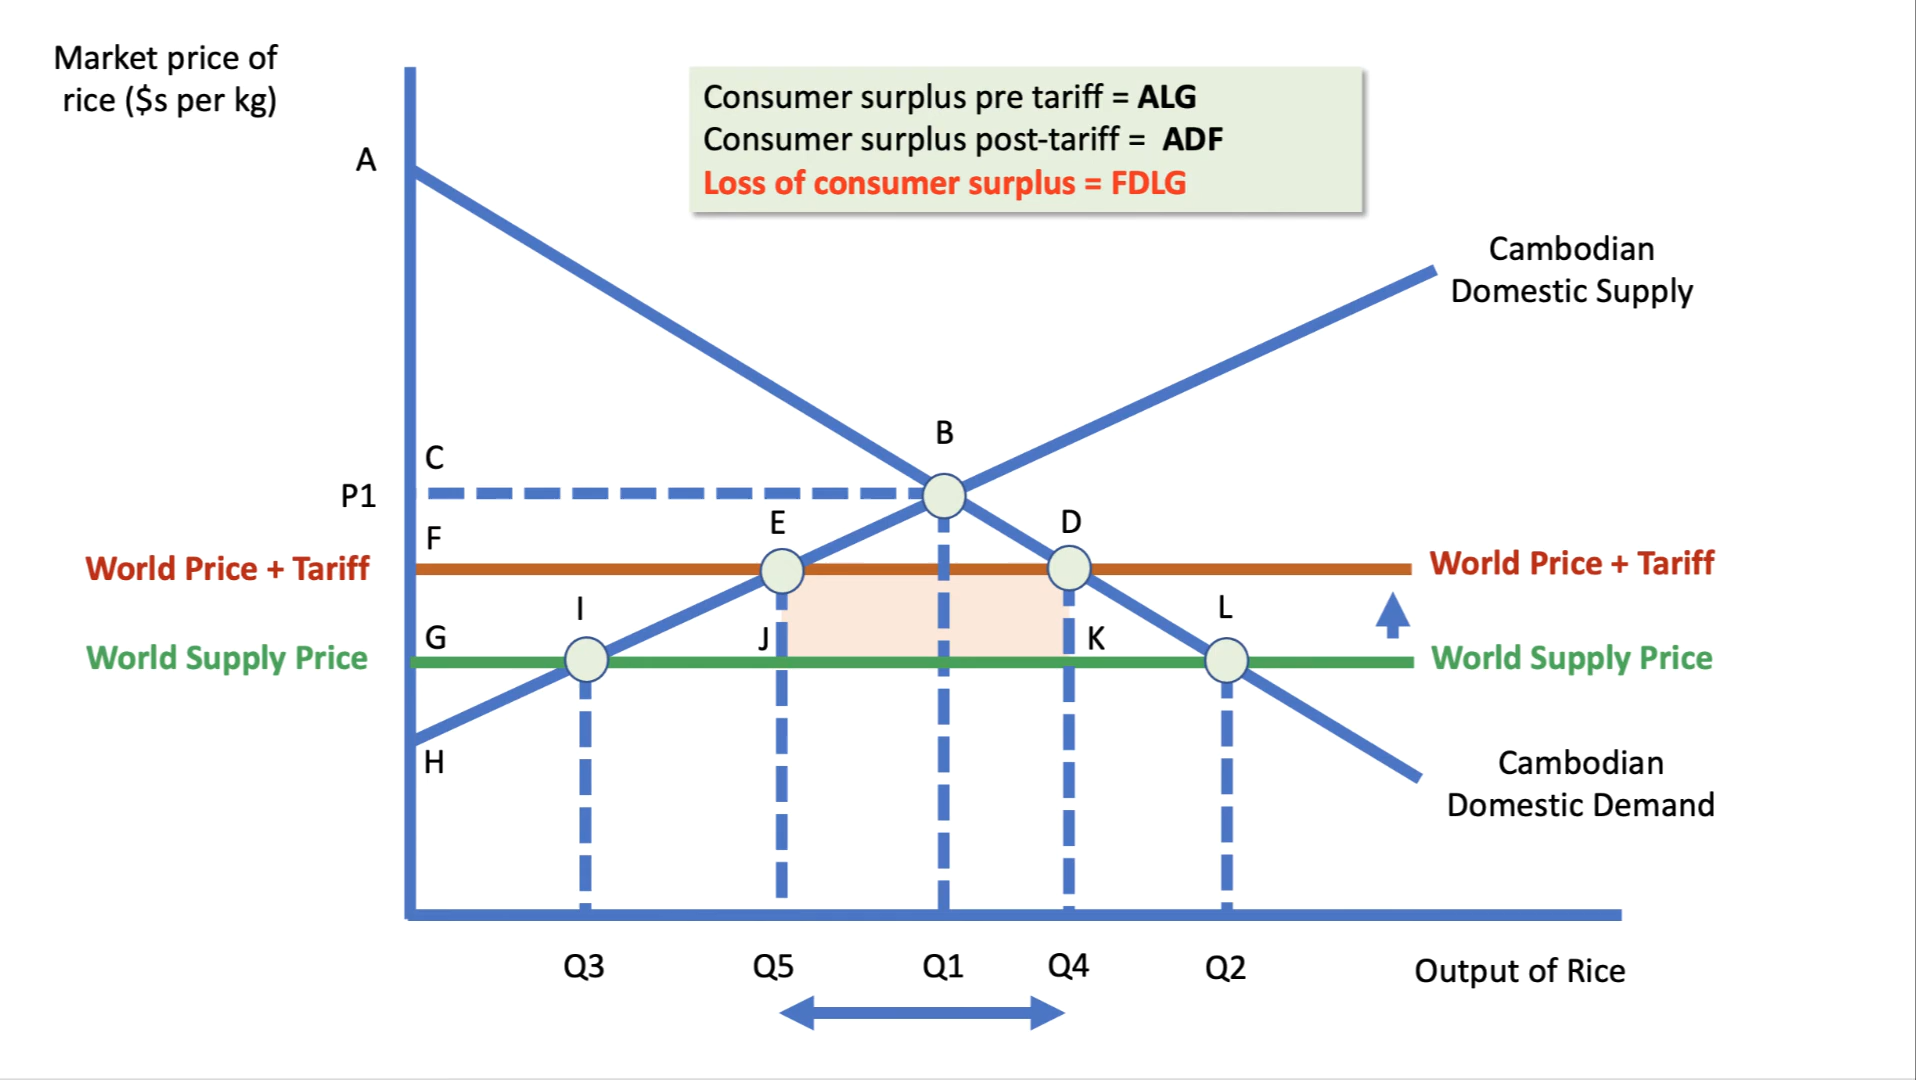 Market price of
rice ($s per kg)
Consumer surplus pre tariff = ALG
Consumer surplus post-tariff = ADF
Loss of consumer surplus = FDLG
A
Cambodian
Domestic Supply
B
C
P1
E
D
F
World Price + Tariff
World Price + Tariff
I
L
G
J
K
World Supply Price
World Supply Price
H
Cambodian
Domestic Demand
Q3
Q5
Q1
Q4
Q2
Output of Rice